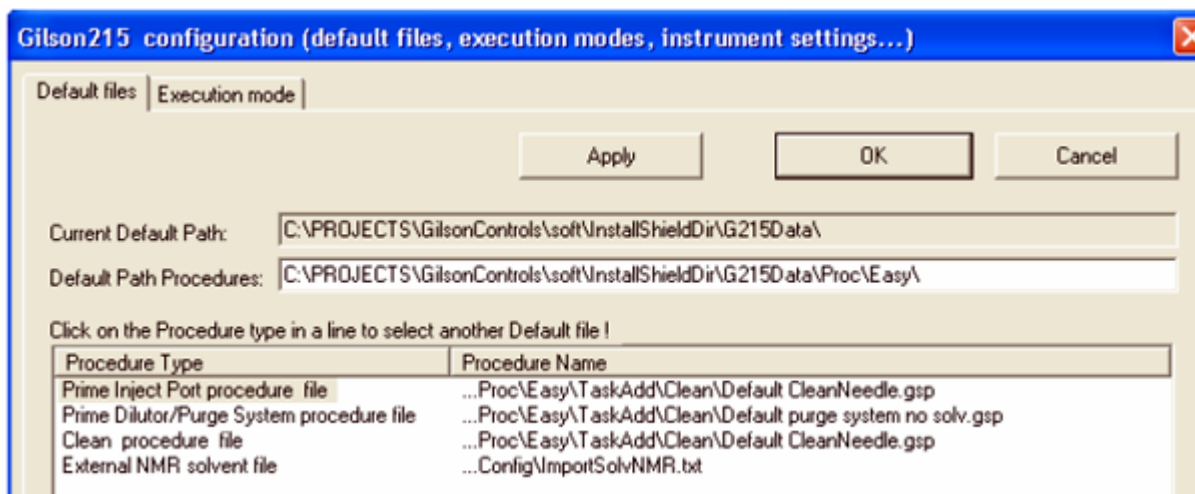 Gilson215 configuration (default files, execution modes, instrument settings...)
Default files Execution mode
Apply OK Cancel
Current Default Path: C:\PROJECTS\GilsonControls\soft\InstallShieldDir\G215Data\
Default Path Procedures: C:\PROJECTS\GilsonControls\soft\InstallShieldDir\G215Data\Proc\Easy\
Click on the Procedure type in a line to select another Default file !
Procedure Type Procedure Name
Prime Inject Port procedure file ...Proc\Easy\TaskAdd\Clean\Default CleanNeedle.gsp
Prime Dilutor/Purge System procedure file ...Proc\Easy\TaskAdd\Clean\Default purge system no solv.gsp
Clean procedure file ...Proc\Easy\TaskAdd\Clean\Default CleanNeedle.gsp
External NMR solvent file ...Config\ImportSolvNMR.txt